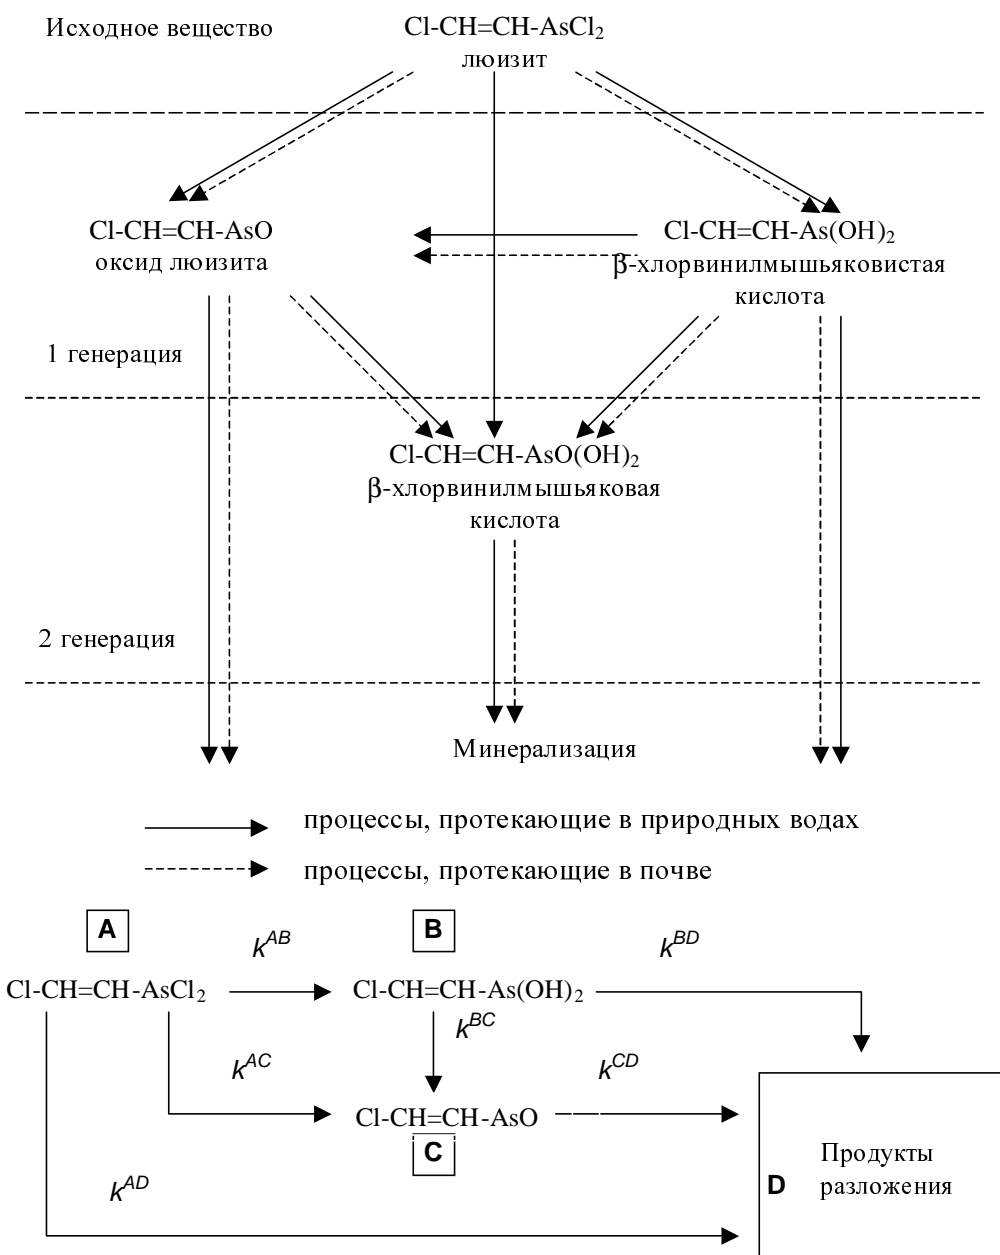 Исходное вещество
Cl-CH=CH-AsCl₂
люизит
Cl-CH=CH-AsO
оксид люизита
Cl-CH=CH-As(OH)₂
β-хлорвинилмышьяковистая
кислота
1 генерация
Cl-CH=CH-AsO(OH)₂
β-хлорвинилмышьяковая
кислота
2 генерация
Минерализация
процессы, протекающие в природных водах
процессы, протекающие в почве
A
B
k^AB
k^BD
Cl-CH=CH-AsCl₂
Cl-CH=CH-As(OH)₂
k^BC
k^AC
k^CD
Cl-CH=CH-AsO
C
k^AD
D
Продукты
разложения